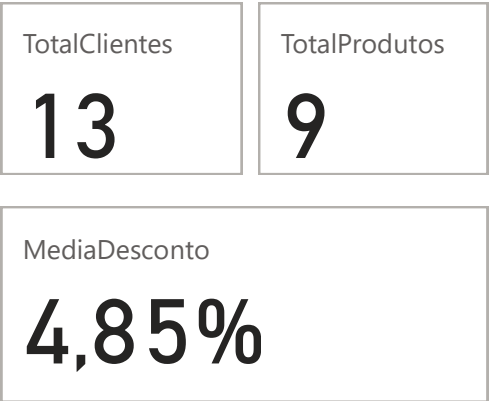 TotalClientes
13
TotalProdutos
9
MediaDesconto
4,85%